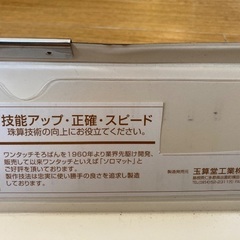 技能アップ・正確・スピード
珠算技術の向上にお役立てください。
ワンタッチそろばんを1960年より業界先駆け開発、
販売して以来ワンタッチといえば「ソロマット」と
ご好評を頂いております。
製作技法は忠実に使い勝手の良さを追求し製造
しております。
玉算堂工業